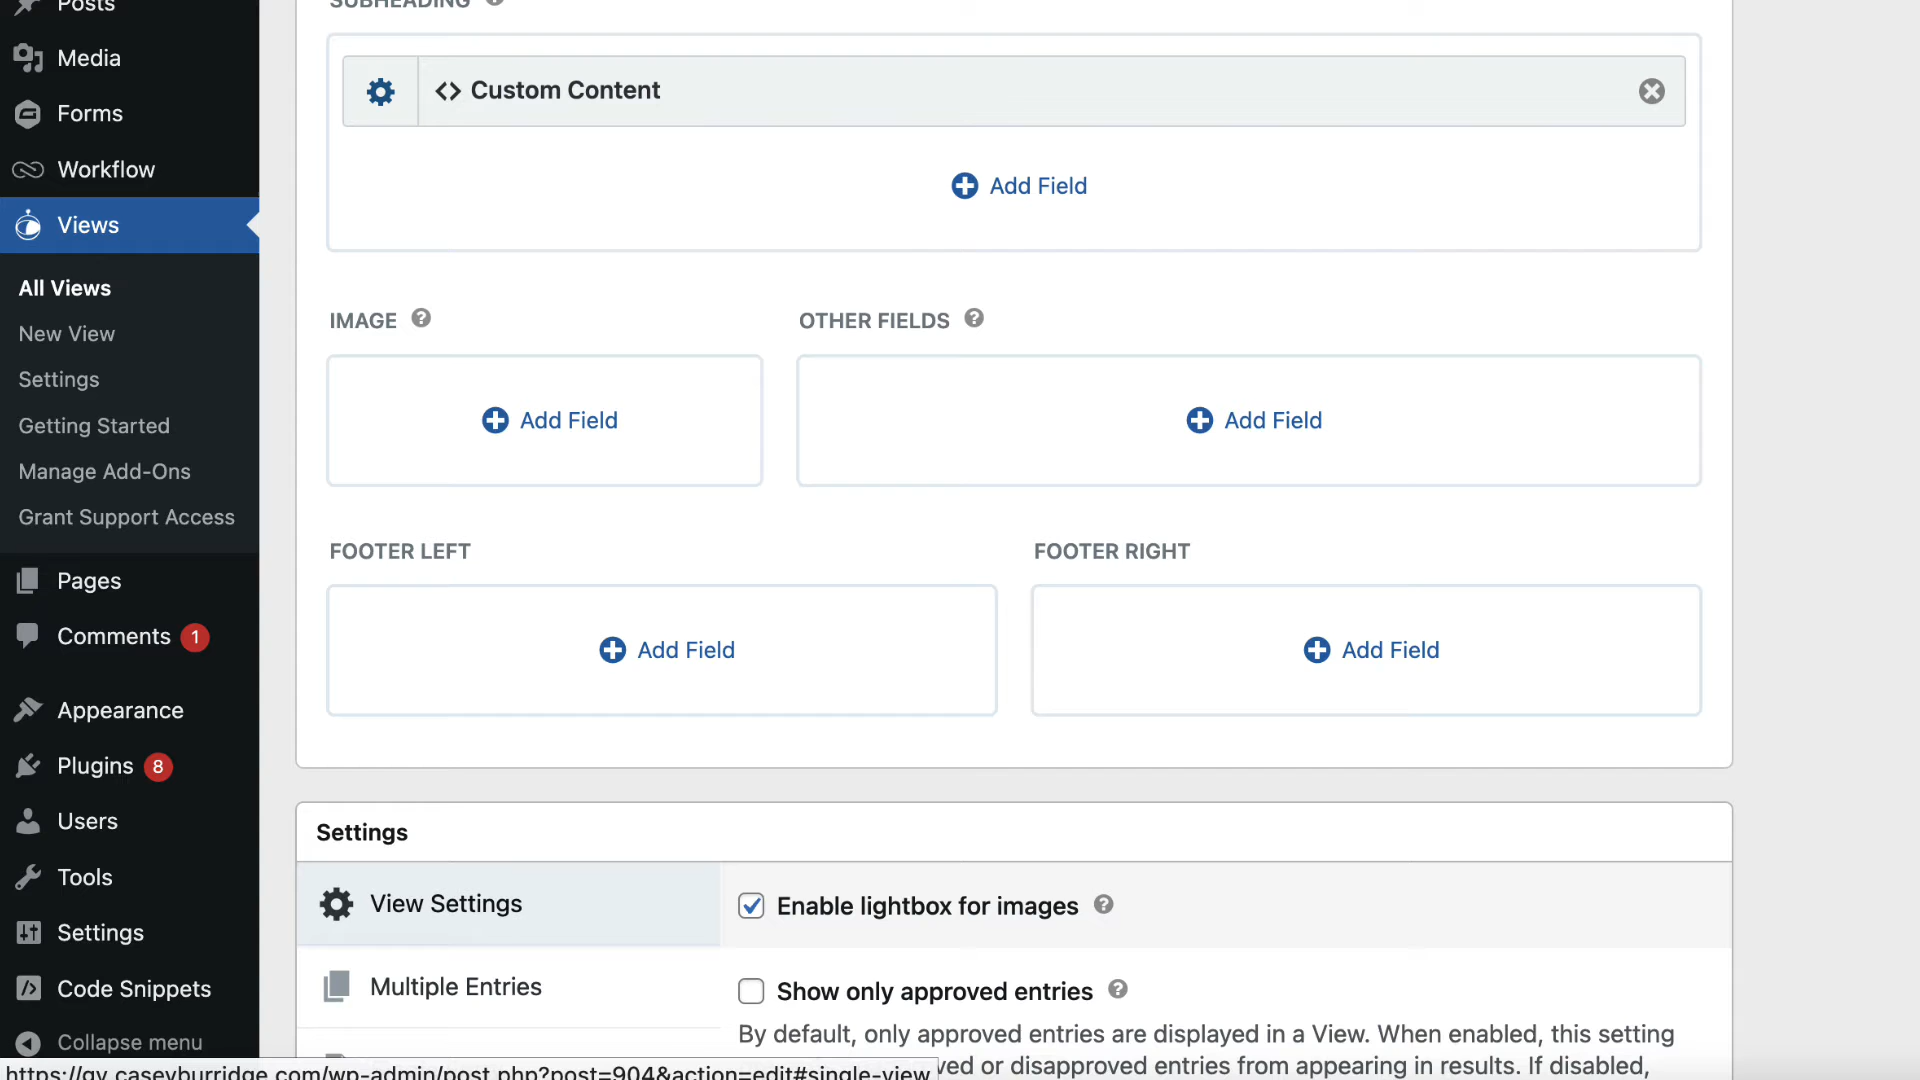 Posts
Media
Forms
Workflow
Views
All Views
New View
Settings
Getting Started
Manage Add-Ons
Grant Support Access
Pages
Comments 1
Appearance
Plugins 8
Users
Tools
Settings
Code Snippets
Collapse menu
SUBHEADING
<> Custom Content
Add Field
IMAGE
OTHER FIELDS
Add Field
Add Field
FOOTER LEFT
FOOTER RIGHT
Add Field
Add Field
Settings
View Settings
Multiple Entries
Enable lightbox for images
Show only approved entries
By default, only approved entries are displayed in a View. When enabled, this setting
ved or disapproved entries from appearing in results. If disabled,
https://gv.caseyburridge.com/wp-admin/post.php?post=904&action=edit#single-view